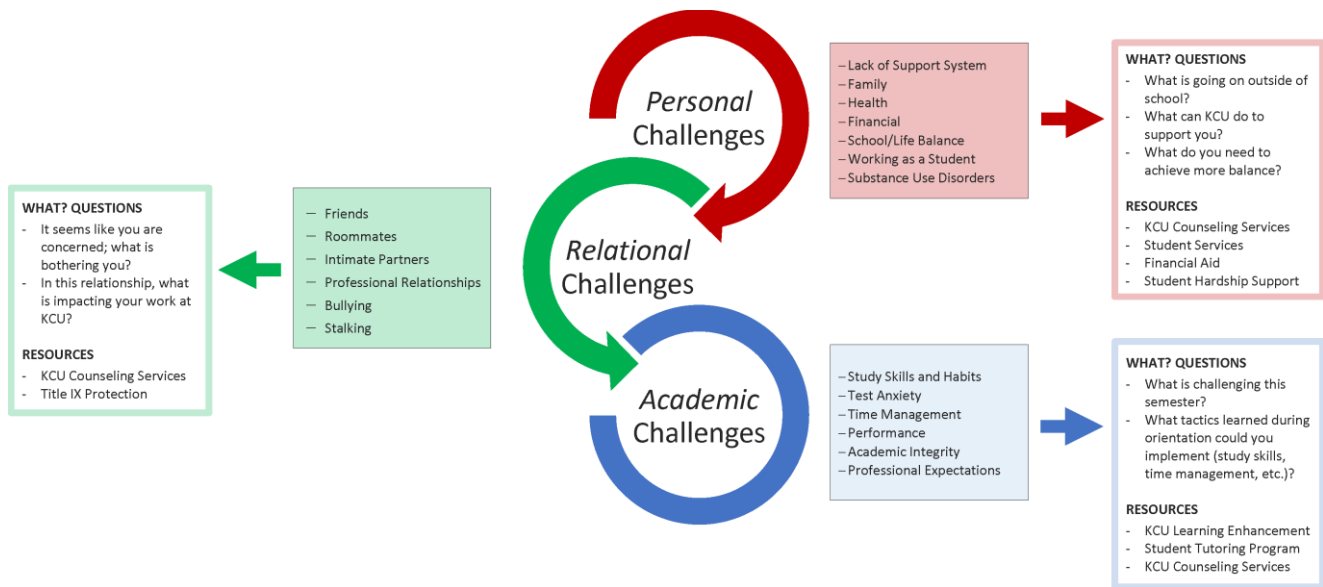 Personal
Challenges
– Lack of Support System
– Family
– Health
– Financial
– School/Life Balance
– Working as a Student
– Substance Use Disorders
WHAT? QUESTIONS
- What is going on outside of
school?
- What can KCU do to
support you?
- What do you need to
achieve more balance?
RESOURCES
- KCU Counseling Services
- Student Services
- Financial Aid
- Student Hardship Support
Relational
Challenges
– Friends
– Roommates
– Intimate Partners
– Professional Relationships
– Bullying
– Stalking
WHAT? QUESTIONS
- It seems like you are
concerned; what is
bothering you?
- In this relationship, what
is impacting your work at
KCU?
RESOURCES
- KCU Counseling Services
- Title IX Protection
Academic
Challenges
– Study Skills and Habits
– Test Anxiety
– Time Management
– Performance
– Academic Integrity
– Professional Expectations
WHAT? QUESTIONS
- What is challenging this
semester?
- What tactics learned during
orientation could you
implement (study skills,
time management, etc.)?
RESOURCES
- KCU Learning Enhancement
- Student Tutoring Program
- KCU Counseling Services